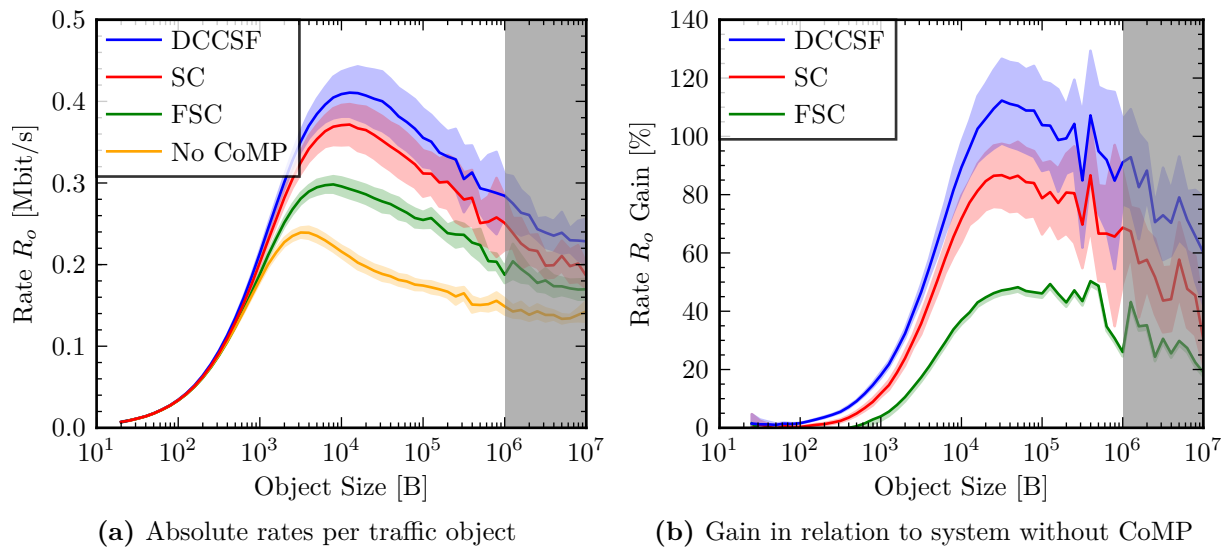 DCCSF
SC
FSC
No CoMP
0.5
0.4
0.3
0.2
0.1
0.0
Rate R_o [Mbit/s]
10^1 10^2 10^3 10^4 10^5 10^6 10^7
Object Size [B]
(a) Absolute rates per traffic object
DCCSF
SC
FSC
140
120
100
80
60
40
20
0
Rate R_o Gain [%]
10^1 10^2 10^3 10^4 10^5 10^6 10^7
Object Size [B]
(b) Gain in relation to system without CoMP